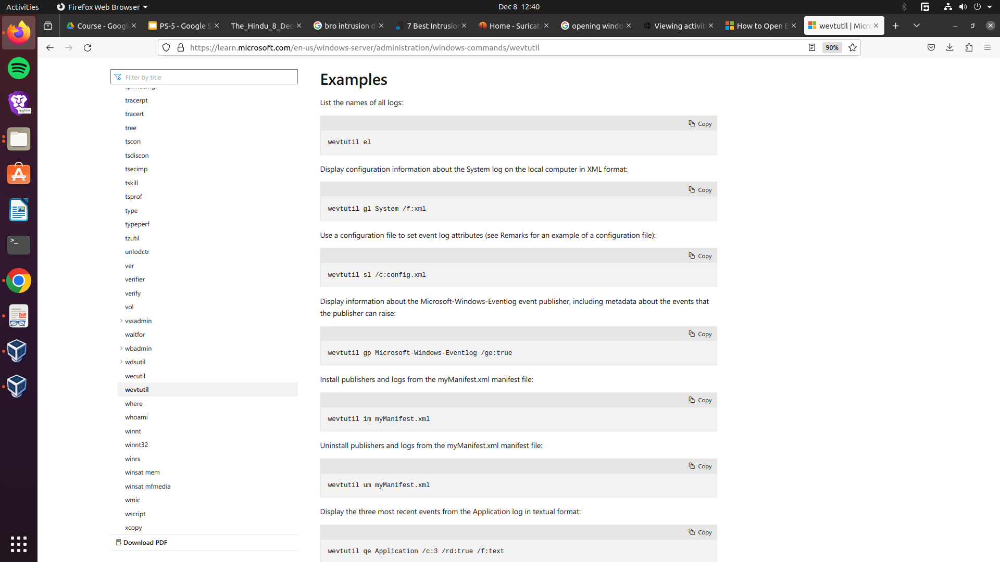 Activities
Firefox Web Browser
Dec 8 12:40
Course - Googl
PS-5 - Google S
The_Hindu_8_Dec
bro intrusion d
7 Best Intrusion
Home - Suricat
opening windo
Viewing activit
How to Open E
wevtutil | Micr
https://learn.microsoft.com/en-us/windows-server/administration/windows-commands/wevtutil
90%
nightly
Filter by title
tracerpt
tracert
tree
tscon
tsdiscon
tsecimp
tskill
tsprof
type
typeperf
tzutil
unlodctr
ver
verifier
verify
vol
vssadmin
waitfor
wbadmin
wdsutil
wecutil
wevtutil
where
whoami
winnt
winnt32
winrs
winsat mem
winsat mfmedia
wmic
wscript
xcopy
Download PDF
Examples
List the names of all logs:
Copy
wevtutil el
Display configuration information about the System log on the local computer in XML format:
Copy
wevtutil gl System /f:xml
Use a configuration file to set event log attributes (see Remarks for an example of a configuration file):
Copy
wevtutil sl /c:config.xml
Display information about the Microsoft-Windows-Eventlog event publisher, including metadata about the events that
the publisher can raise:
Copy
wevtutil gp Microsoft-Windows-Eventlog /ge:true
Install publishers and logs from the myManifest.xml manifest file:
Copy
wevtutil im myManifest.xml
Uninstall publishers and logs from the myManifest.xml manifest file:
Copy
wevtutil um myManifest.xml
Display the three most recent events from the Application log in textual format:
Copy
wevtutil qe Application /c:3 /rd:true /f:text